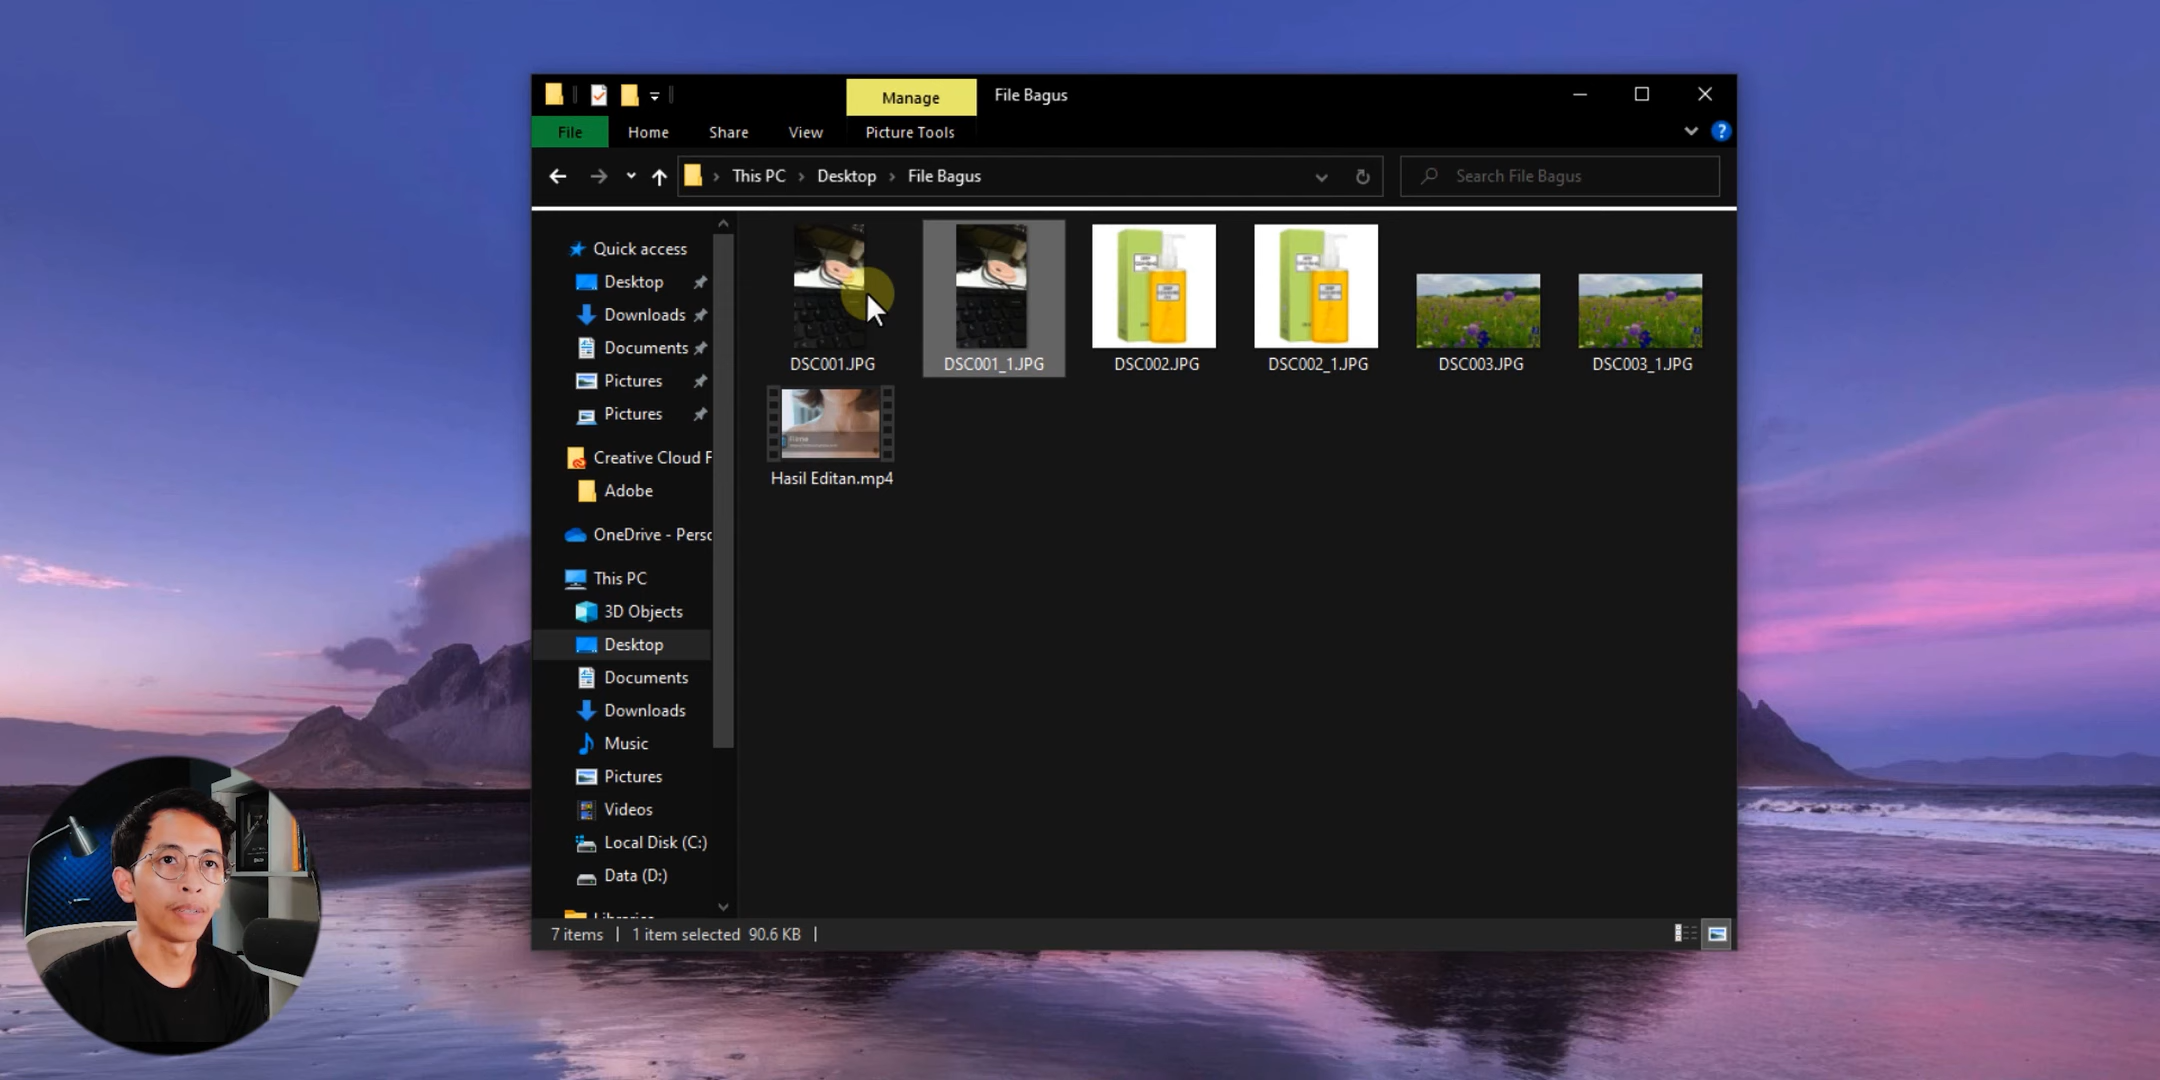 Manage
File Bagus
File
Home
Share
View
Picture Tools
This PC
Desktop
File Bagus
Search File Bagus
Quick access
Desktop
Downloads
Documents
Pictures
Pictures
Creative Cloud F
Adobe
OneDrive - Perso
This PC
3D Objects
Desktop
Documents
Downloads
Music
Pictures
Videos
Local Disk (C:)
Data (D:)
DSC001.JPG
DSC001_1.JPG
DSC002.JPG
DSC002_1.JPG
DSC003.JPG
DSC003_1.JPG
Hasil Editan.mp4
7 items
1 item selected 90.6 KB